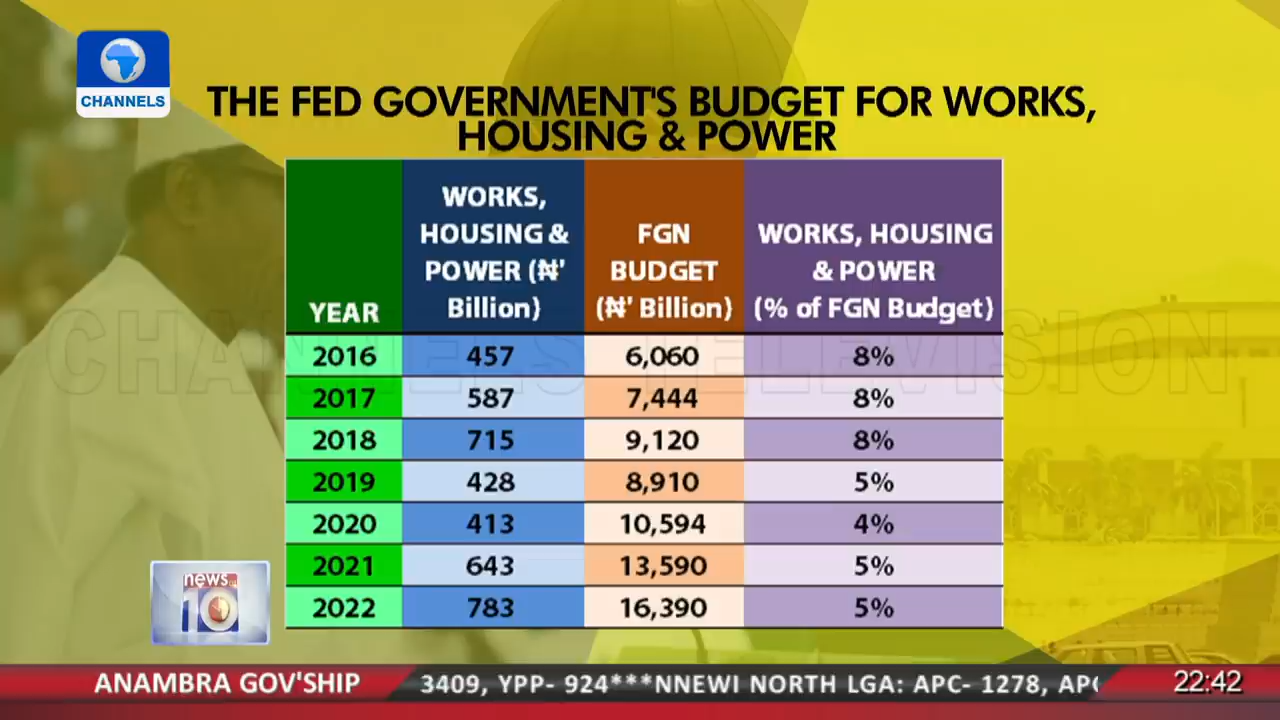 CHANNELS
THE FED GOVERNMENT'S BUDGET FOR WORKS,
HOUSING & POWER
YEAR WORKS, HOUSING & POWER (₦' Billion) FGN BUDGET (₦' Billion) WORKS, HOUSING & POWER (% of FGN Budget)
2016 457 6,060 8%
2017 587 7,444 8%
2018 715 9,120 8%
2019 428 8,910 5%
2020 413 10,594 4%
2021 643 13,590 5%
2022 783 16,390 5%
CHANNELS TELEVISION
news
10
ANAMBRA GOV'SHIP 3409, YPP- 924***NNEWI NORTH LGA: APC- 1278, 22:42